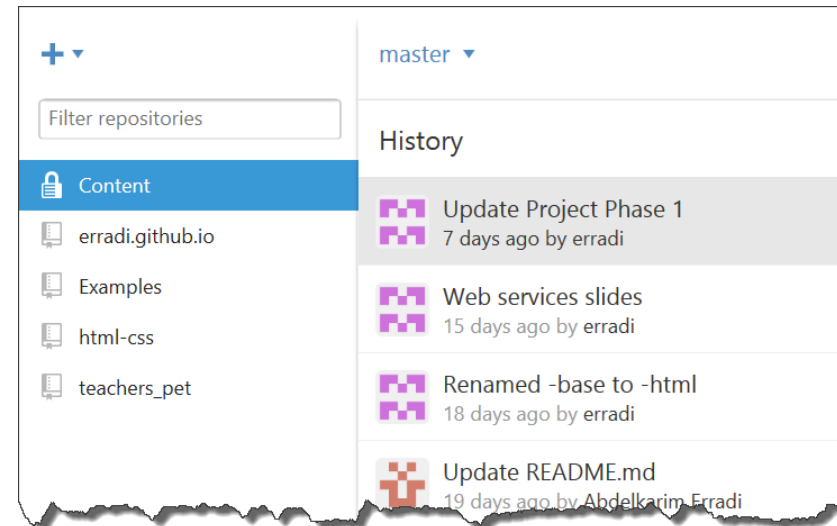 master
Filter repositories
History
Content
erradi.github.io
Examples
html-css
teachers_pet
Update Project Phase 1
7 days ago by erradi
Web services slides
15 days ago by erradi
Renamed -base to -html
18 days ago by erradi
Update README.md
19 days ago by Abdelkarim Erradi